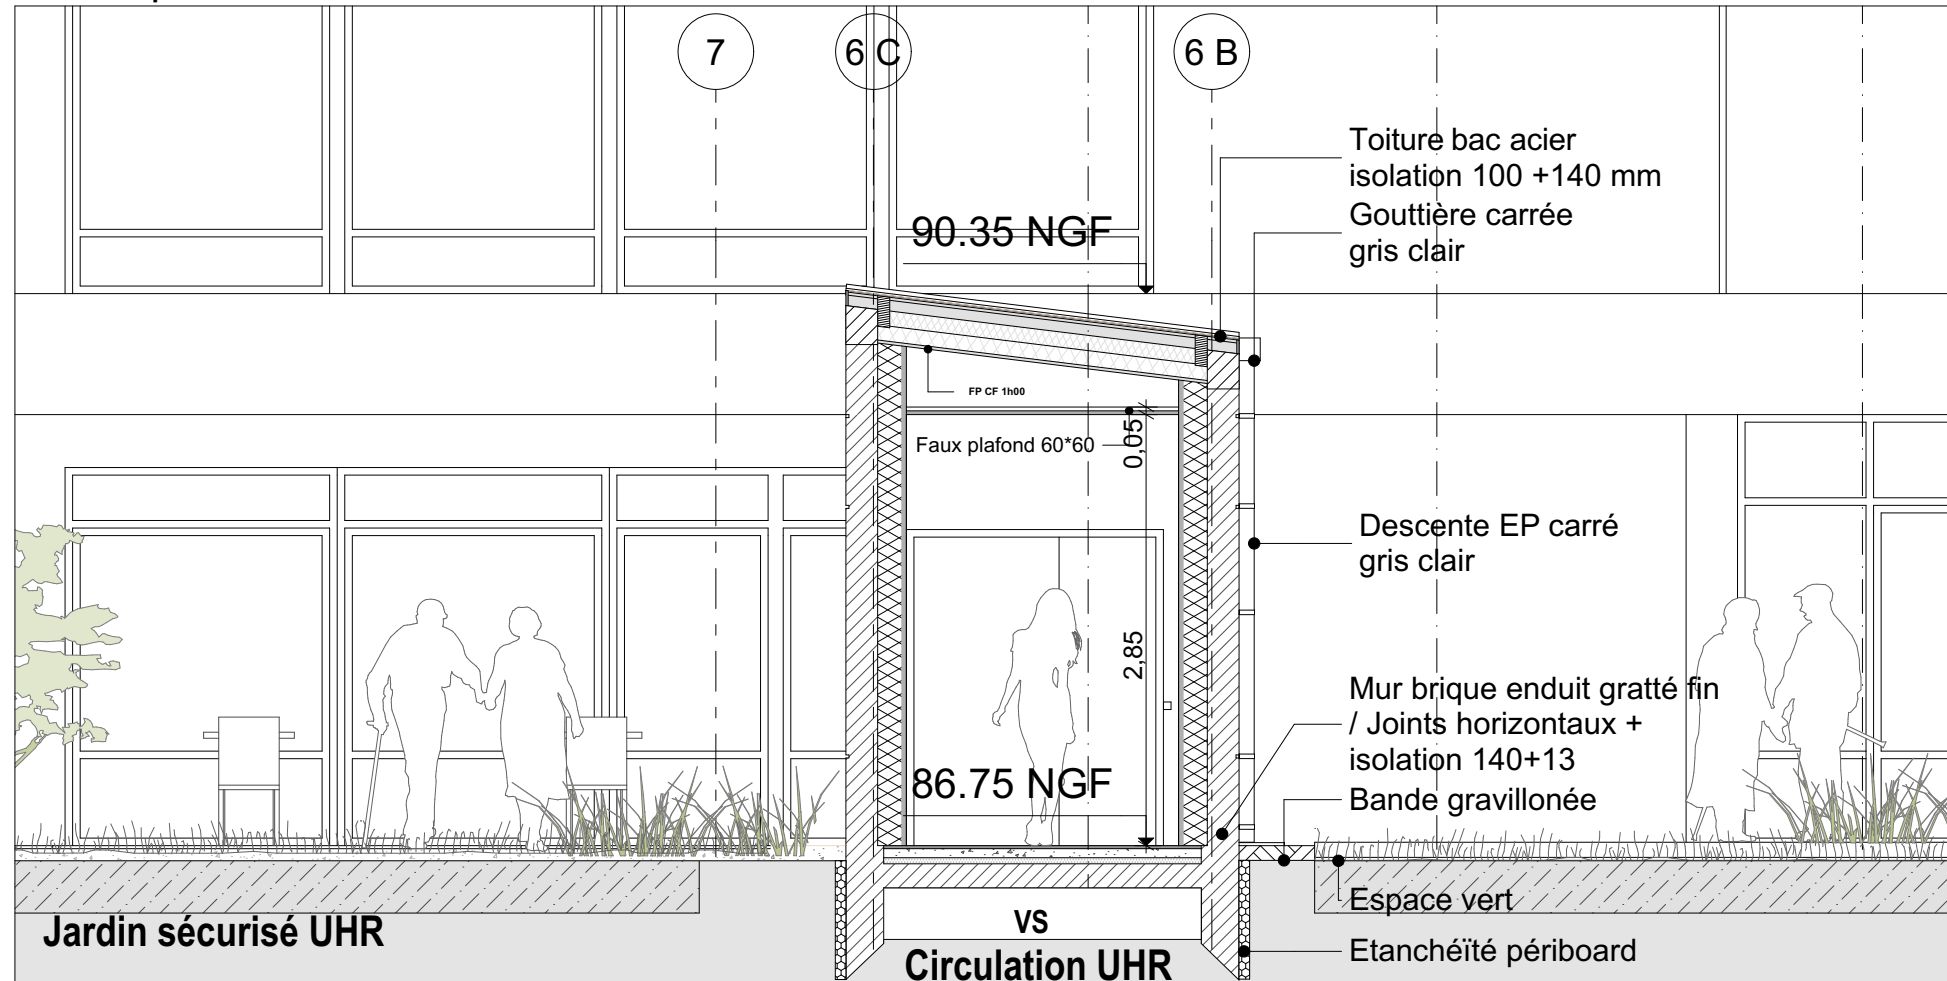 7
6 C
6 B
Toiture bac acier
isolation 100 +140 mm
Gouttière carrée
gris clair
90.35 NGF
FP CF 1h00
Faux plafond 60*60
0,05
Descente EP carré
gris clair
2,85
Mur brique enduit gratté fin
/ Joints horizontaux +
isolation 140+13
86.75 NGF
Bande gravillonée
Espace vert
Jardin sécurisé UHR
VS
Etanchéïté périboard
Circulation UHR